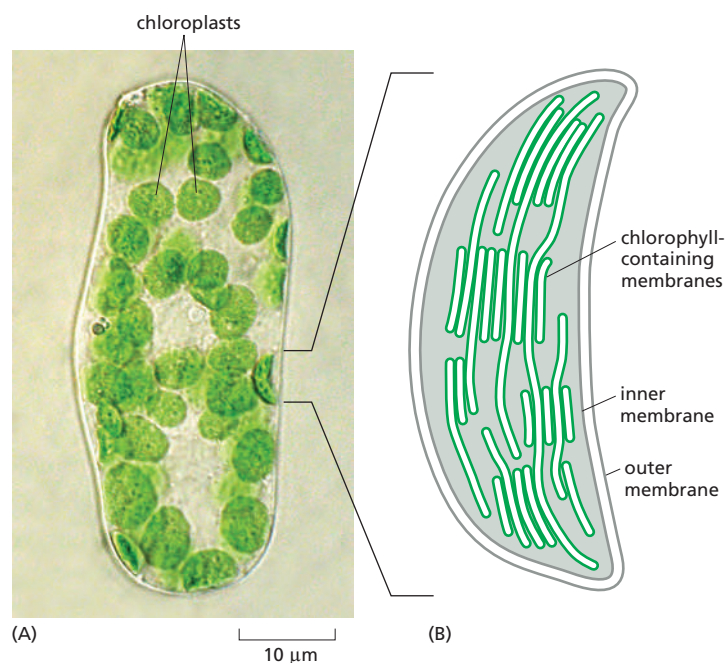 chloroplasts
chlorophyll-
containing
membranes
inner
membrane
outer
membrane
(A)
10 μm
(B)